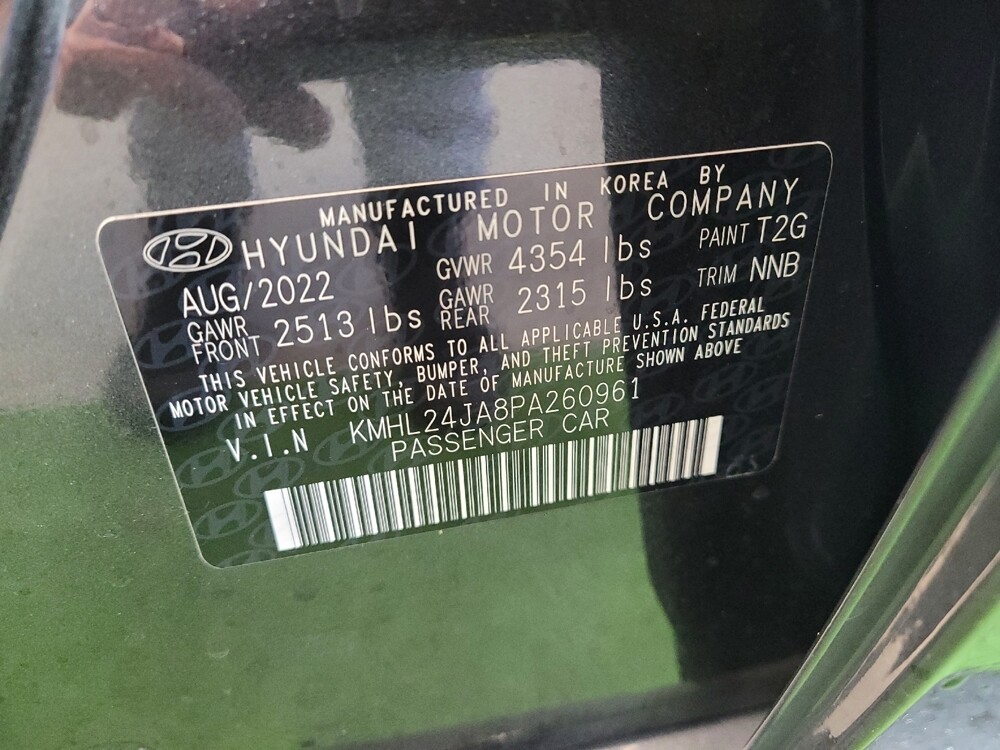 MANUFACTURED IN KOREA BY
HYUNDAI MOTOR COMPANY
AUG/2022 GVWR 4354 lbs PAINT T2G
GAWR FRONT 2513 lbs GAWR REAR 2315 lbs TRIM NNB
THIS VEHICLE CONFORMS TO ALL APPLICABLE U.S.A. FEDERAL
MOTOR VEHICLE SAFETY, BUMPER, AND THEFT PREVENTION STANDARDS
IN EFFECT ON THE DATE OF MANUFACTURE SHOWN ABOVE
V.I.N KMHL24JA8PA260961
PASSENGER CAR